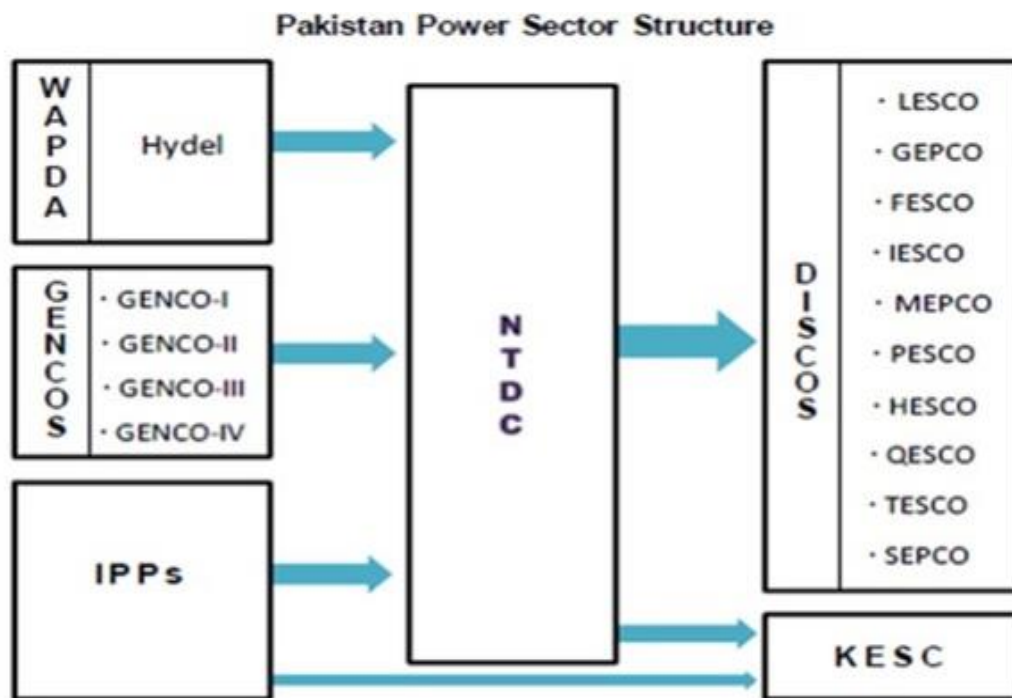 Pakistan Power Sector Structure
WAPDA
Hydel
GENCOS
· GENCO-I
· GENCO-II
· GENCO-III
· GENCO-IV
IPPs
NTDC
DISCOS
· LESCO
· GEPCO
· FESCO
· IESCO
· MEPCO
· PESCO
· HESCO
· QESCO
· TESCO
· SEPCO
KESC